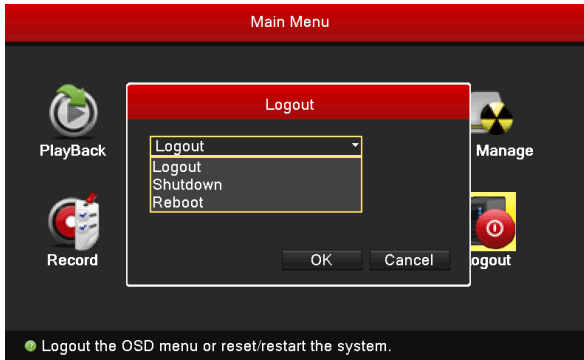 Main Menu
Logout
PlayBack
Logout
Manage
Logout
Shutdown
Reboot
Record
OK
Cancel
ogout
Logout the OSD menu or reset/restart the system.